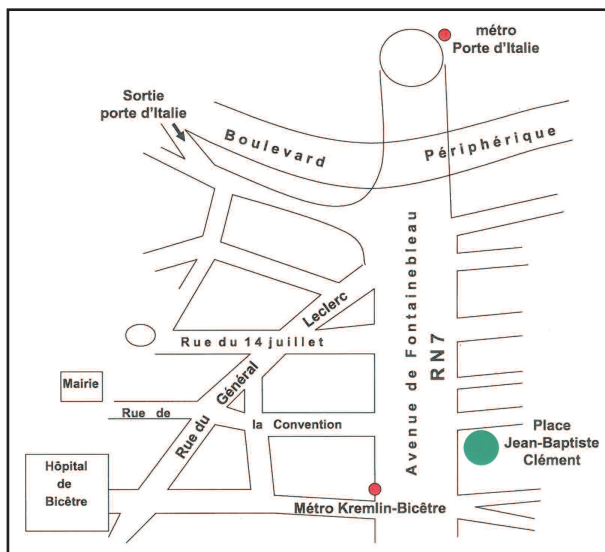 métro
Porte d'Italie
Sortie
porte d'Italie
Boulevard Périphérique
Avenue de Fontainebleau
RN7
Rue du Général Leclerc
Rue du 14 juillet
Mairie
Rue de la Convention
Place
Jean-Baptiste
Clément
Hôpital
de
Bicêtre
Métro Kremlin-Bicêtre